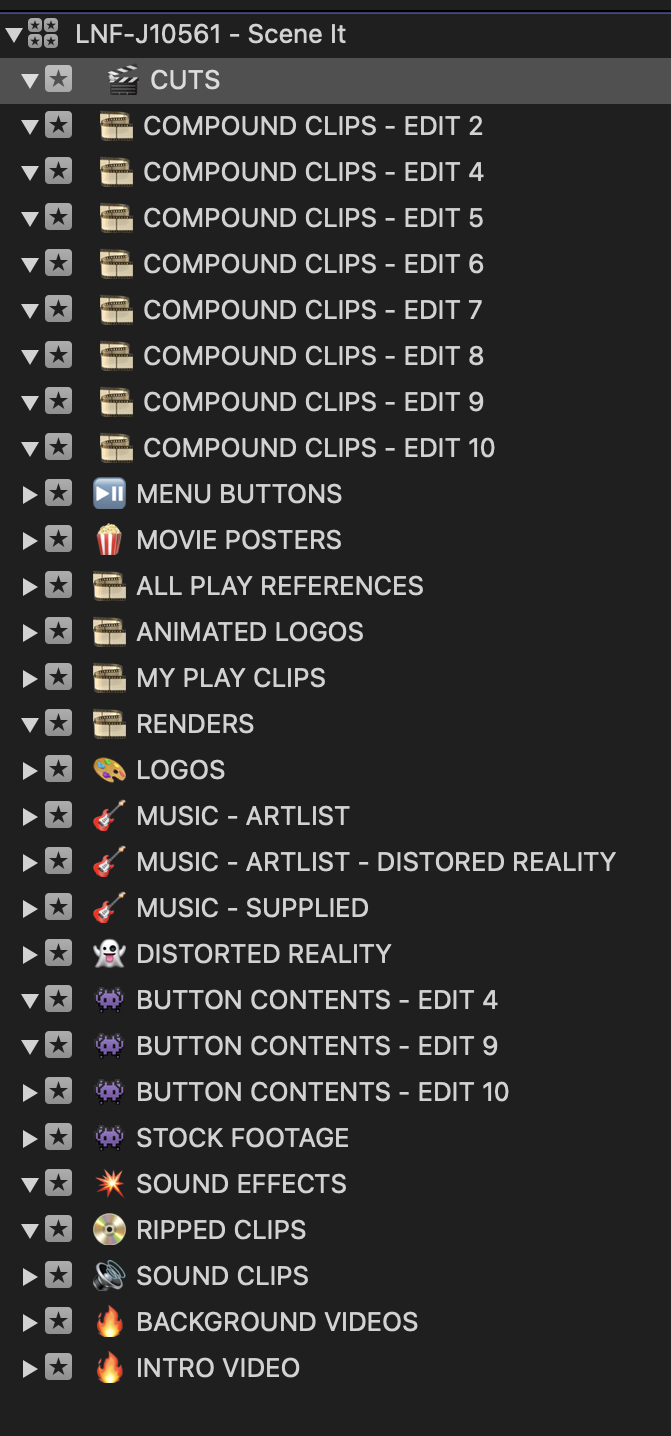 LNF-J10561 - Scene It
CUTS
COMPOUND CLIPS - EDIT 2
COMPOUND CLIPS - EDIT 4
COMPOUND CLIPS - EDIT 5
COMPOUND CLIPS - EDIT 6
COMPOUND CLIPS - EDIT 7
COMPOUND CLIPS - EDIT 8
COMPOUND CLIPS - EDIT 9
COMPOUND CLIPS - EDIT 10
MENU BUTTONS
MOVIE POSTERS
ALL PLAY REFERENCES
ANIMATED LOGOS
MY PLAY CLIPS
RENDERS
LOGOS
MUSIC - ARTLIST
MUSIC - ARTLIST - DISTORED REALITY
MUSIC - SUPPLIED
DISTORTED REALITY
BUTTON CONTENTS - EDIT 4
BUTTON CONTENTS - EDIT 9
BUTTON CONTENTS - EDIT 10
STOCK FOOTAGE
SOUND EFFECTS
RIPPED CLIPS
SOUND CLIPS
BACKGROUND VIDEOS
INTRO VIDEO